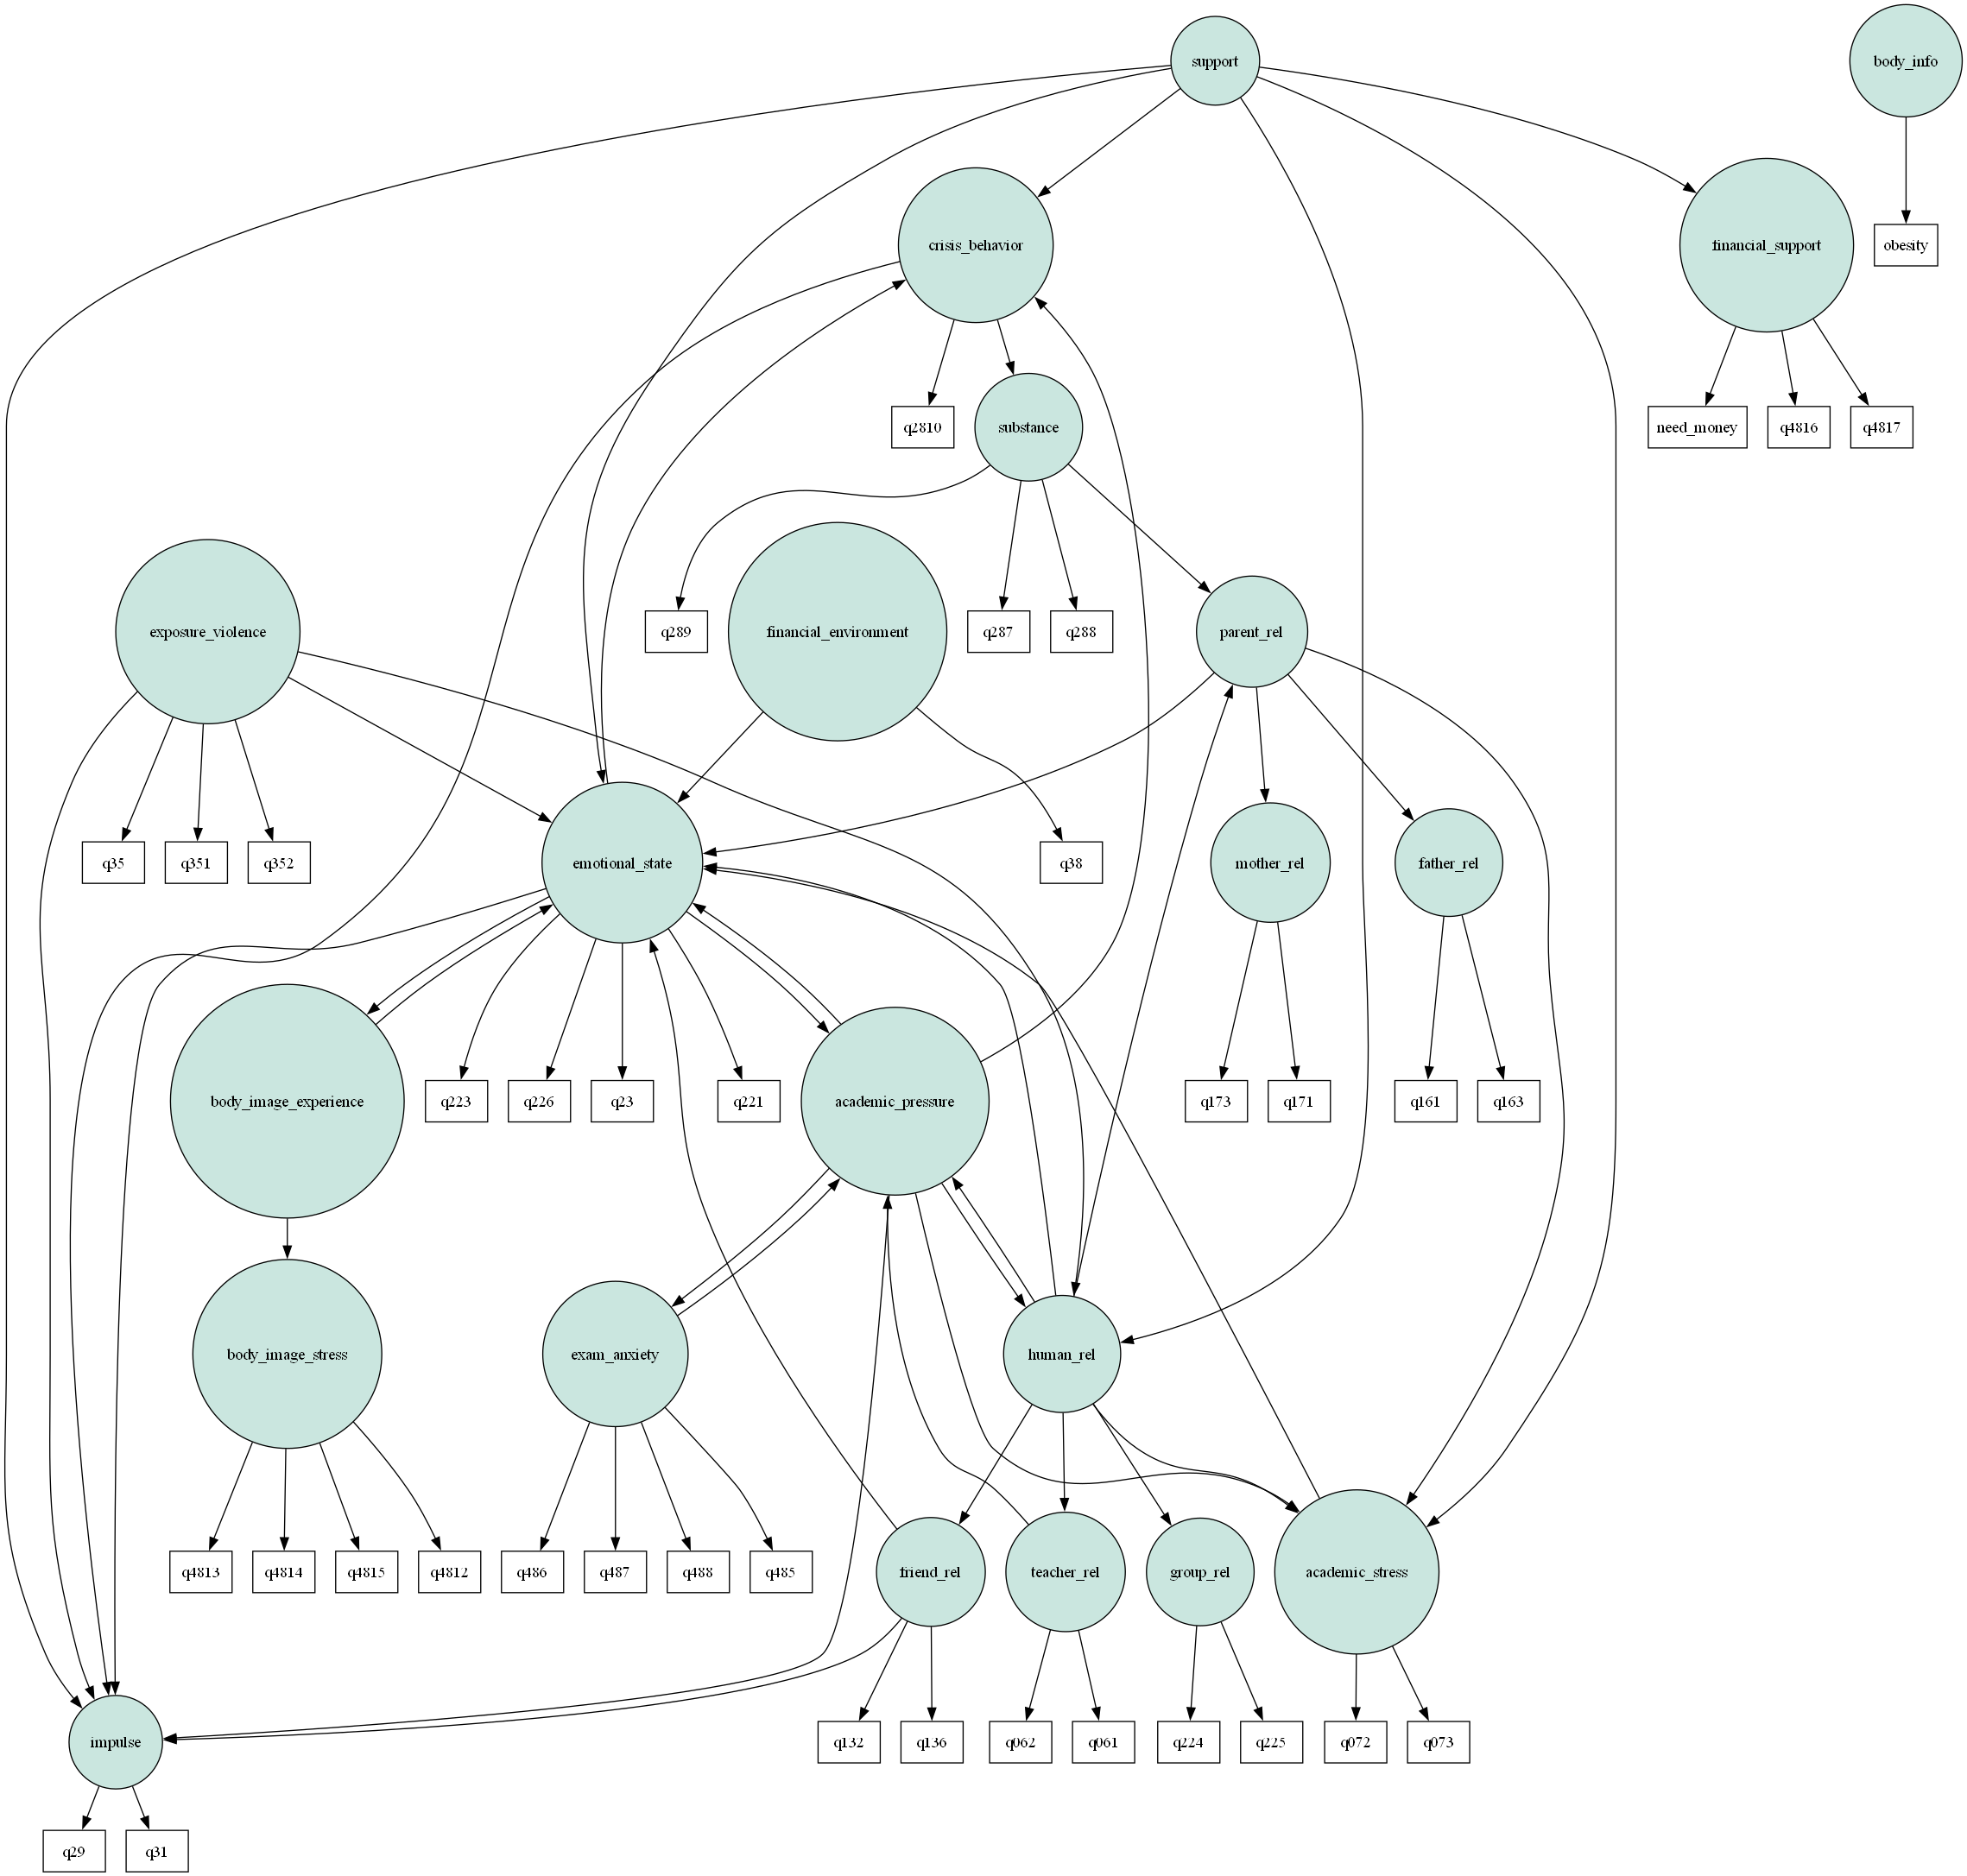 support
body_info
crisis_behavior
financial_support
obesity
q2810
substance
need_money
q4816
q4817
exposure_violence
q289
financial_environment
q287
q288
parent_rel
q35
q351
q352
emotional_state
q38
mother_rel
father_rel
body_image_experience
q223
q226
q23
q221
academic_pressure
q173
q171
q161
q163
body_image_stress
exam_anxiety
human_rel
q4813
q4814
q4815
q4812
q486
q487
q488
q485
friend_rel
teacher_rel
group_rel
academic_stress
impulse
q132
q136
q062
q061
q224
q225
q072
q073
q29
q31